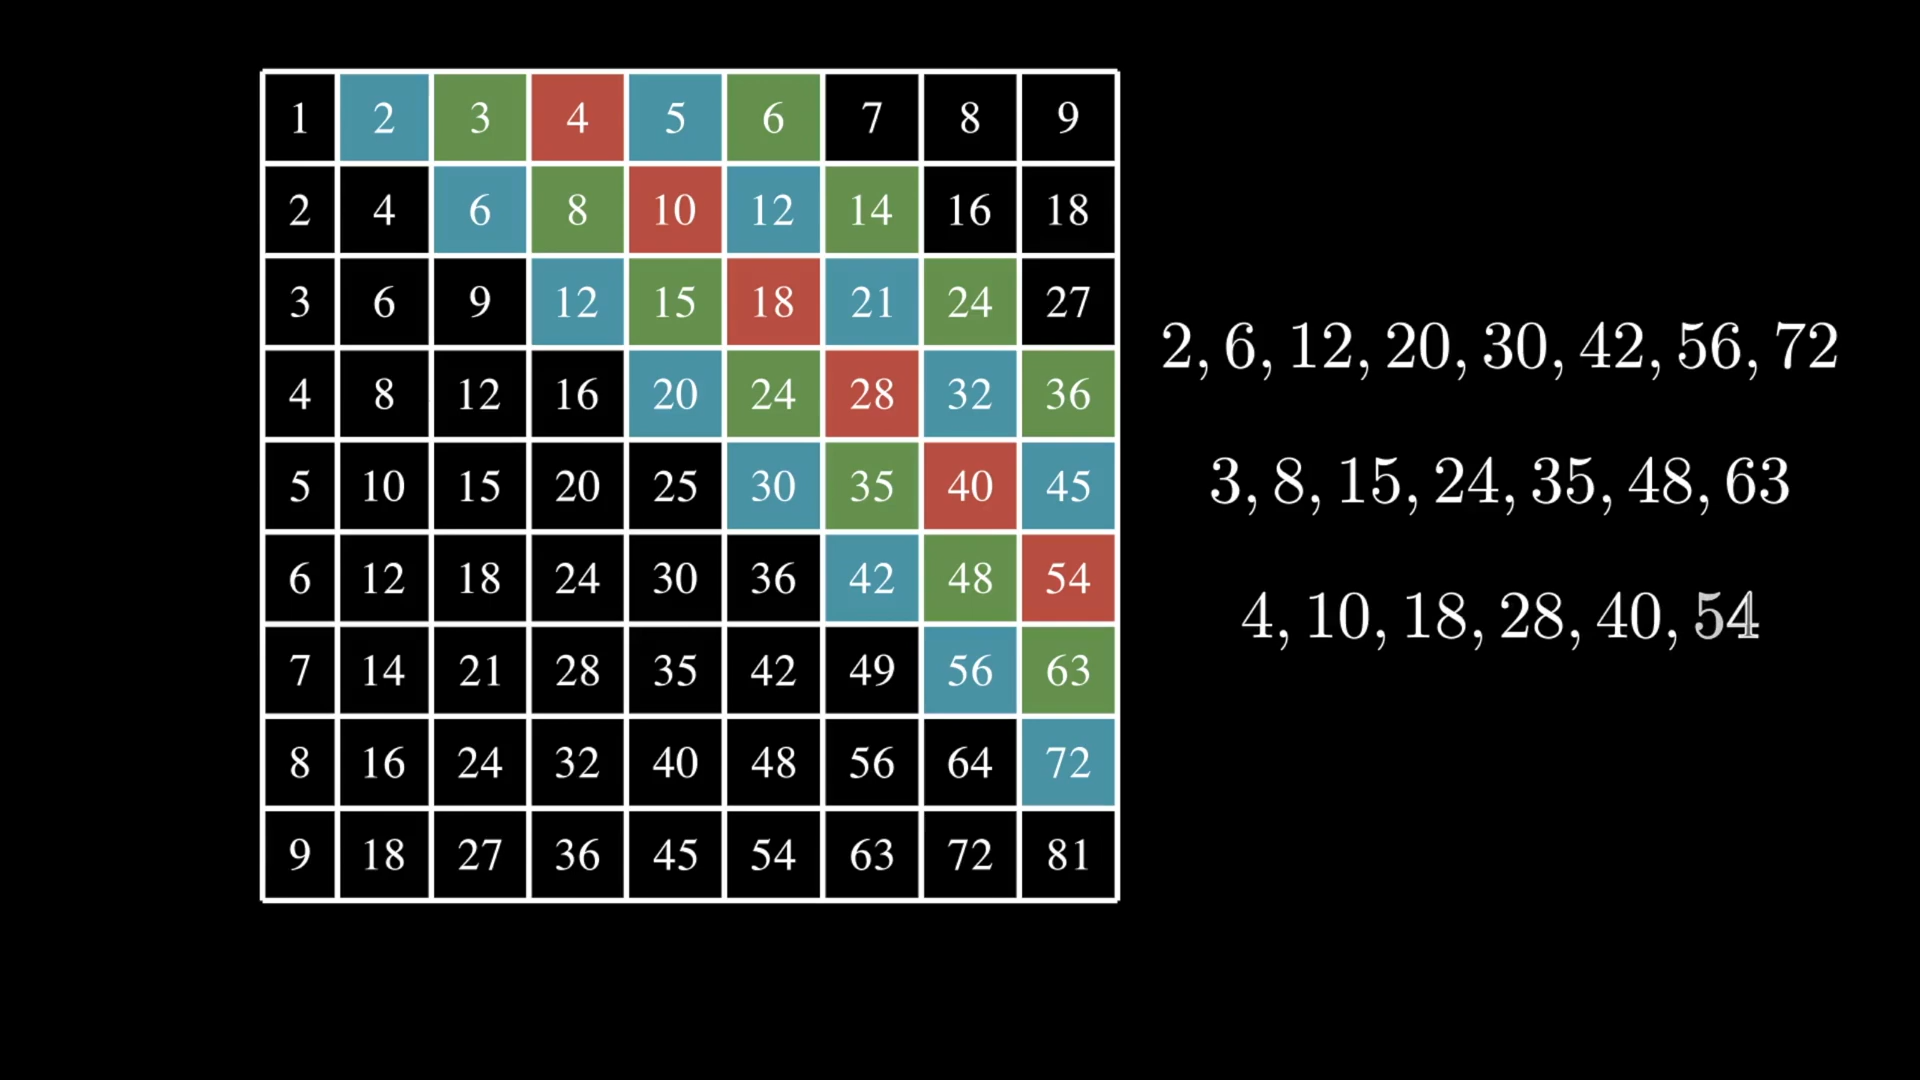 1 2 3 4 5 6 7 8 9
2 4 6 8 10 12 14 16 18
3 6 9 12 15 18 21 24 27
4 8 12 16 20 24 28 32 36
5 10 15 20 25 30 35 40 45
6 12 18 24 30 36 42 48 54
7 14 21 28 35 42 49 56 63
8 16 24 32 40 48 56 64 72
9 18 27 36 45 54 63 72 81
2, 6, 12, 20, 30, 42, 56, 72
3, 8, 15, 24, 35, 48, 63
4, 10, 18, 28, 40, 54